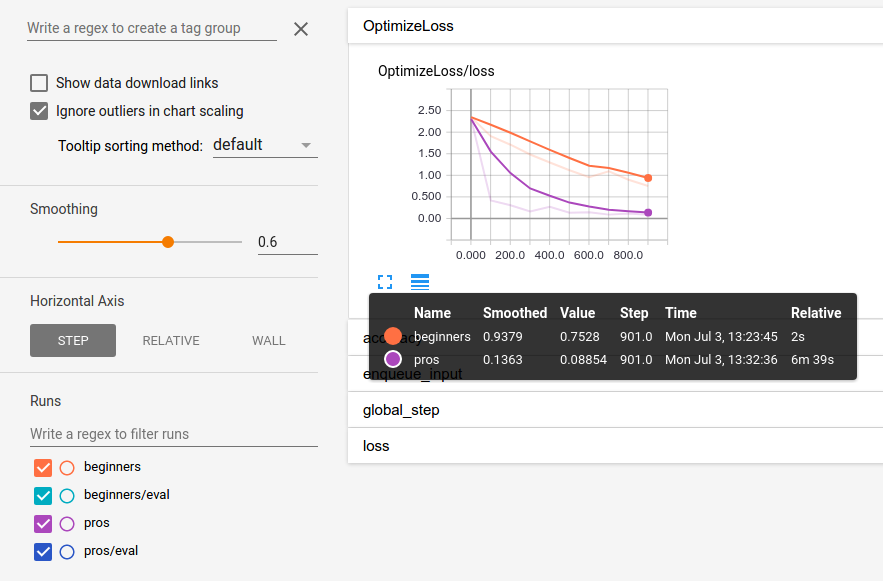 Write a regex to create a tag group
Show data download links
Ignore outliers in chart scaling
Tooltip sorting method: default
Smoothing
0.6
Horizontal Axis
STEP RELATIVE WALL
Runs
Write a regex to filter runs
beginners
beginners/eval
pros
pros/eval
OptimizeLoss
OptimizeLoss/loss
2.50
2.00
1.50
1.00
0.500
0.00
0.000 200.0 400.0 600.0 800.0
Name Smoothed Value Step Time Relative
beginners 0.9379 0.7528 901.0 Mon Jul 3, 13:23:45 2s
pros 0.1363 0.08854 901.0 Mon Jul 3, 13:32:36 6m 39s
enqueue_input
global_step
loss